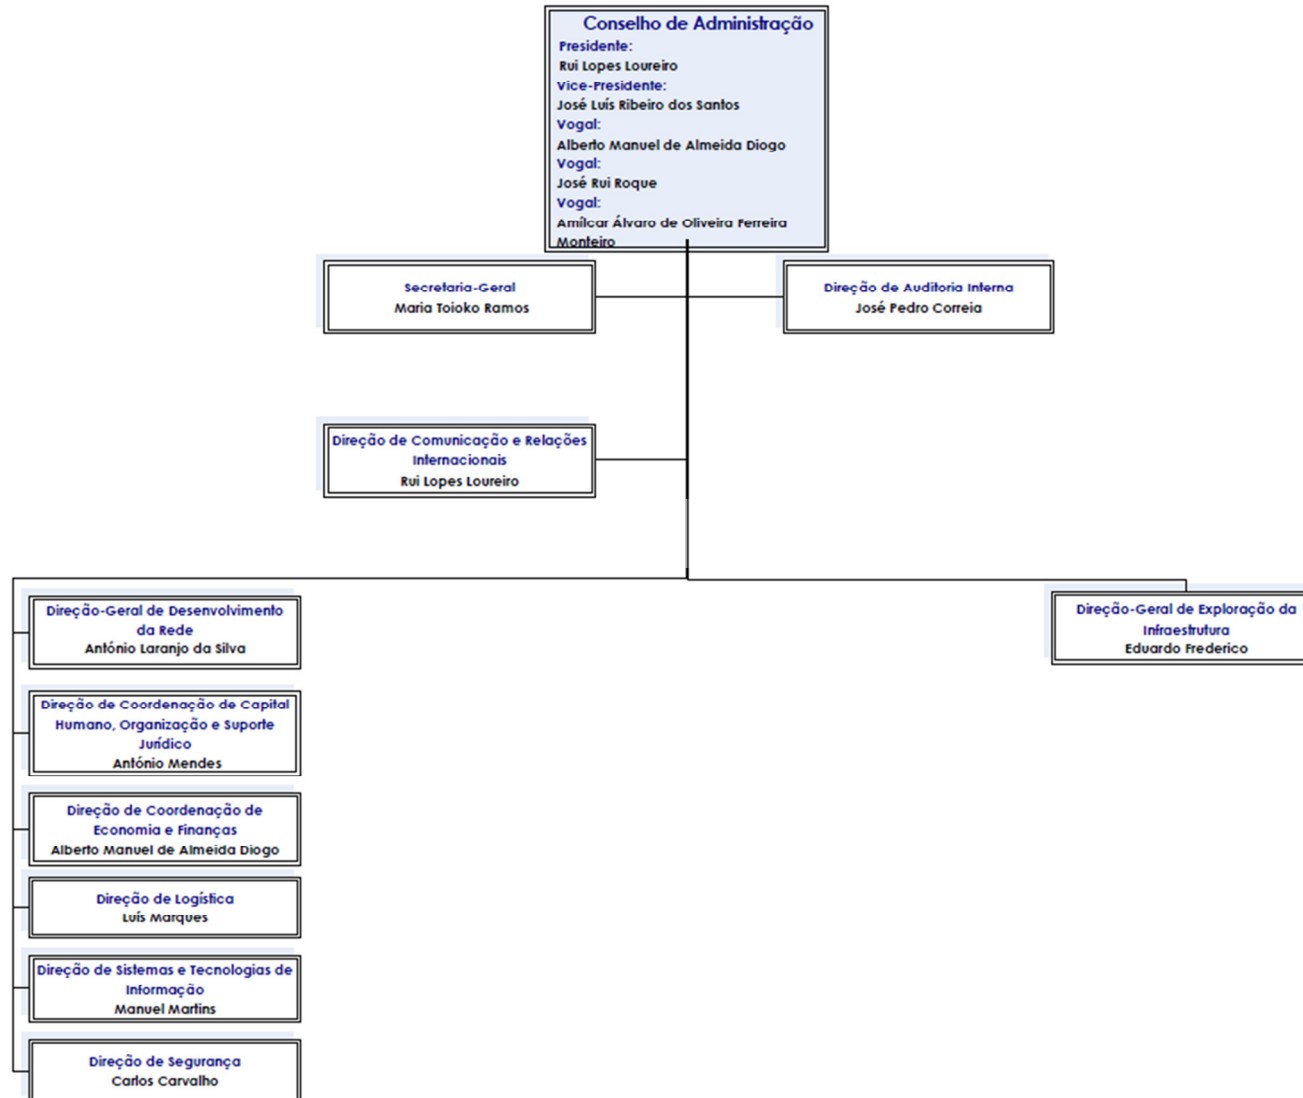 Conselho de Administração
Presidente:
Rui Lopes Loureiro
Vice-Presidente:
José Luís Ribeiro dos Santos
Vogal:
Alberto Manuel de Almeida Diogo
Vogal:
José Rui Roque
Vogal:
Amílcar Álvaro de Oliveira Ferreira
Monteiro
Secretaria-Geral
Maria Toioko Ramos
Direção de Auditoria Interna
José Pedro Correia
Direção de Comunicação e Relações
Internacionais
Rui Lopes Loureiro
Direção-Geral de Desenvolvimento
da Rede
António Laranjo da Silva
Direção-Geral de Exploração da
Infraestrutura
Eduardo Frederico
Direção de Coordenação de Capital
Humano, Organização e Suporte
Jurídico
António Mendes
Direção de Coordenação de
Economia e Finanças
Alberto Manuel de Almeida Diogo
Direção de Logística
Luís Marques
Direção de Sistemas e Tecnologias de
Informação
Manuel Martins
Direção de Segurança
Carlos Carvalho